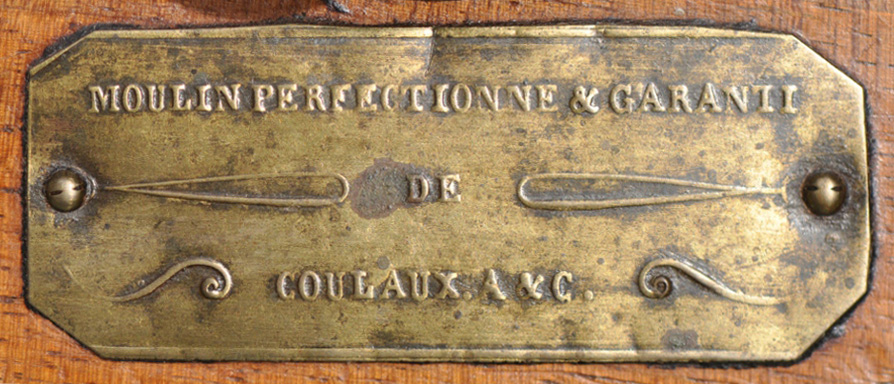 MOULIN PERFECTIONNE & GARANTI
DE
COULAUX. A & C.